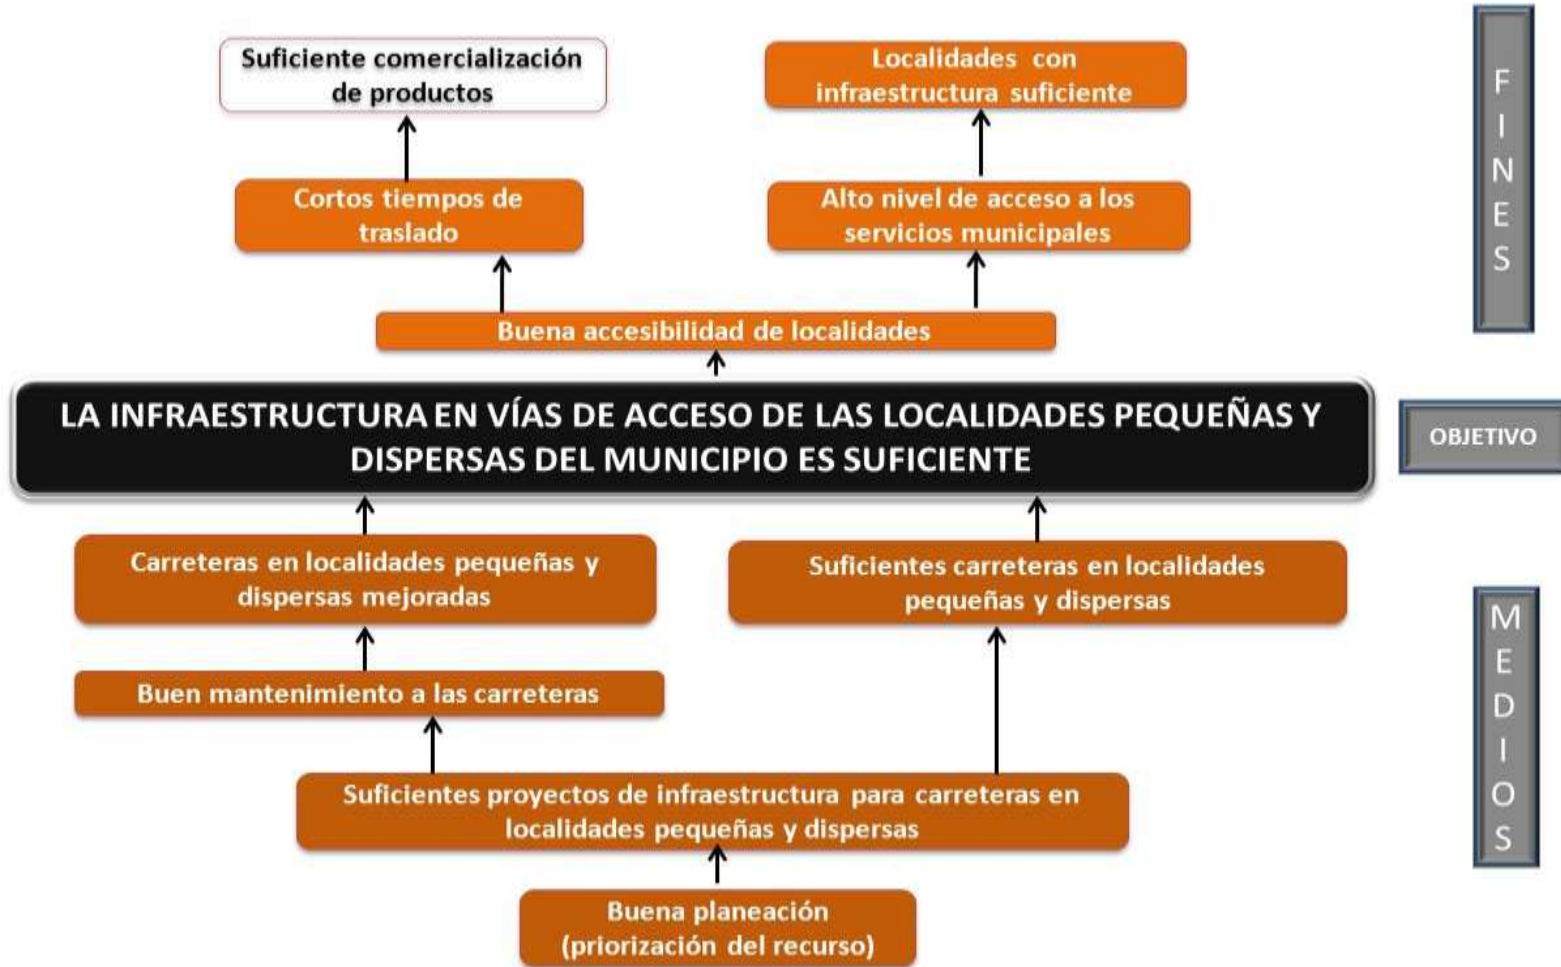 Suficiente comercialización
de productos
Localidades con
infraestructura suficiente
Cortos tiempos de
traslado
Alto nivel de acceso a los
servicios municipales
Buena accesibilidad de localidades
FINES
LA INFRAESTRUCTURA EN VÍAS DE ACCESO DE LAS LOCALIDADES PEQUEÑAS Y
DISPERSAS DEL MUNICIPIO ES SUFICIENTE
OBJETIVO
Carreteras en localidades pequeñas y
dispersas mejoradas
Suficientes carreteras en localidades
pequeñas y dispersas
Buen mantenimiento a las carreteras
Suficientes proyectos de infraestructura para carreteras en
localidades pequeñas y dispersas
Buena planeación
(priorización del recurso)
MEDIOS